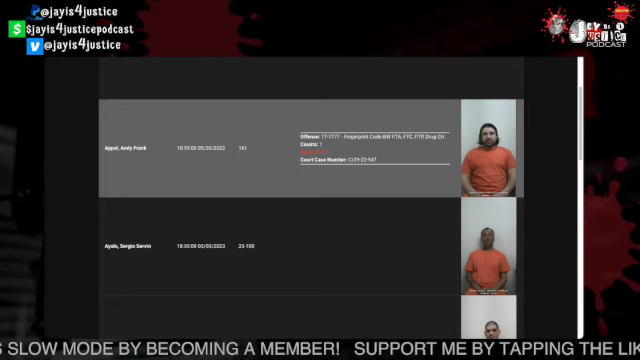 @jayis4justice
$jayis4justicepodcast
@jayis4justice
PODCAST
Offense: 77-7777 - Fingerprint Code-BW FTA, FTC, FTP, Drug Crt.
Counts: 1
Appel, Andy Frank 18:39:00 05/26/2022 161
Court Case Number: Cr29-22-547
Ayala, Sergio Servin 18:30:00 03/03/2023 23-100
S SLOW MODE BY BECOMING A MEMBER! SUPPORT ME BY TAPPING THE LIK